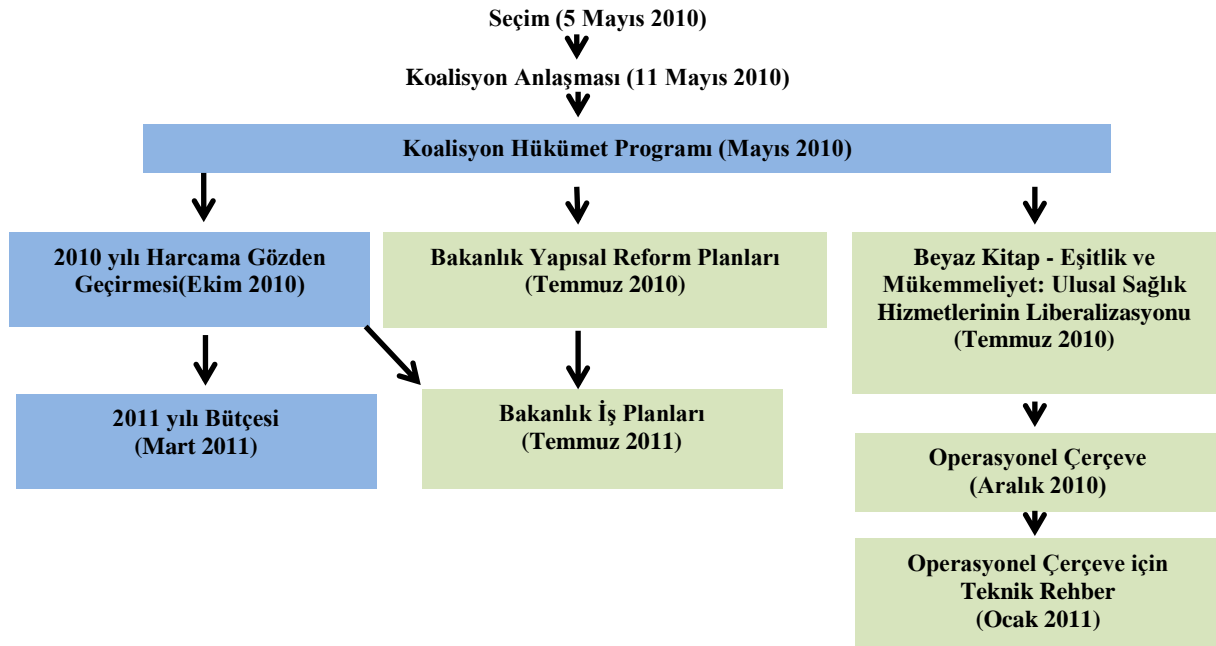 Seçim (5 Mayıs 2010)
Koalisyon Anlaşması (11 Mayıs 2010)
Koalisyon Hükümet Programı (Mayıs 2010)
2010 yılı Harcama Gözden
Geçirmesi(Ekim 2010)
Bakanlık Yapısal Reform Planları
(Temmuz 2010)
Beyaz Kitap - Eşitlik ve
Mükemmeliyet: Ulusal Sağlık
Hizmetlerinin Liberalizasyonu
(Temmuz 2010)
2011 yılı Bütçesi
(Mart 2011)
Bakanlık İş Planları
(Temmuz 2011)
Operasyonel Çerçeve
(Aralık 2010)
Operasyonel Çerçeve için
Teknik Rehber
(Ocak 2011)